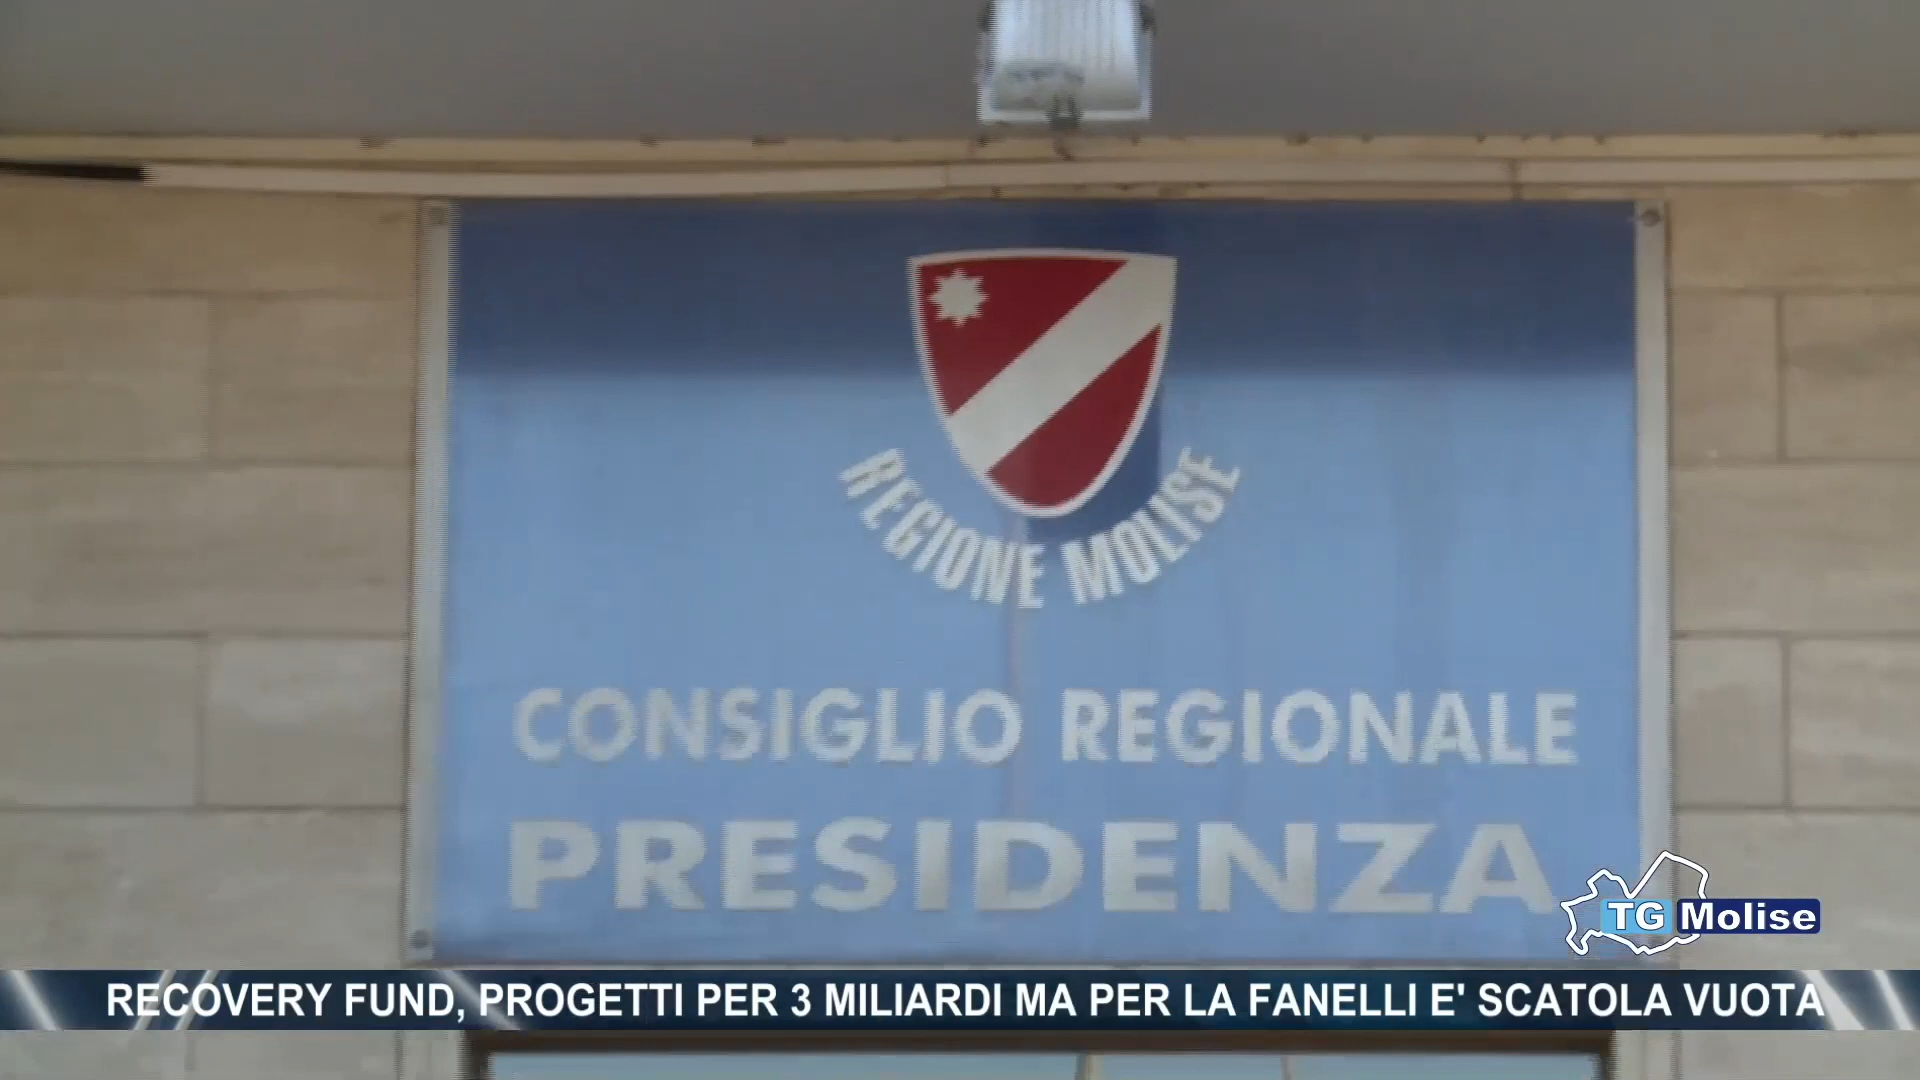 REGIONE MOLISE
CONSIGLIO REGIONALE
PRESIDENZA
TG Molise
RECOVERY FUND, PROGETTI PER 3 MILIARDI MA PER LA FANELLI E' SCATOLA VUOTA